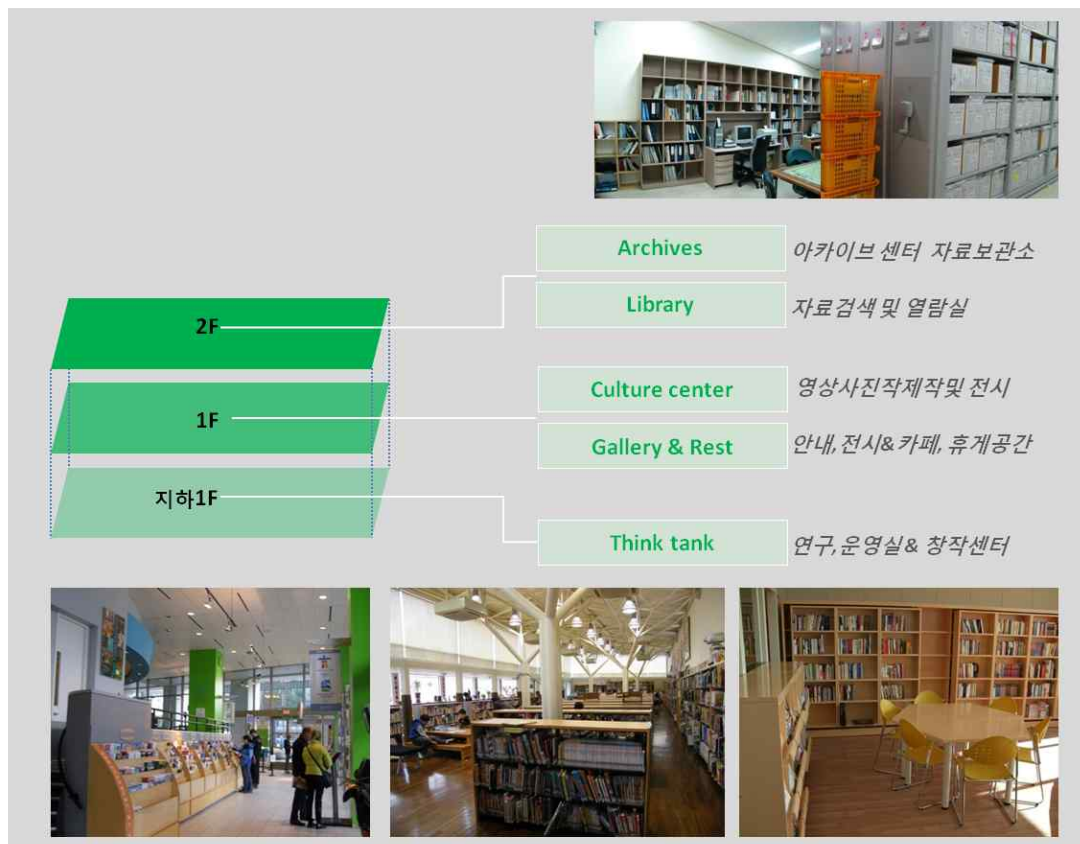 Archives
아카이브 센터 자료보관소
Library
자료검색 및 열람실
2F
Culture center
영상사진작제작및 전시
1F
Gallery & Rest
안내,전시& 카페, 휴게공간
지하1F
Think tank
연구,운영실& 창작센터